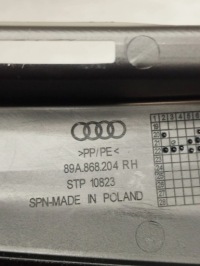 >PP/PE<
89A.868.204 RH
STP 10823
SPN-MADE IN POLAND